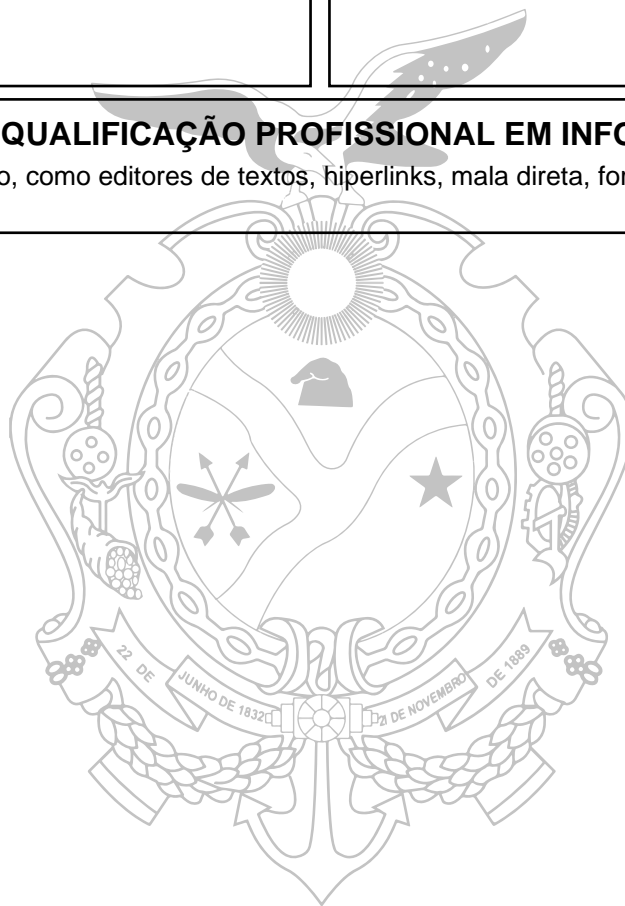 QUALIFICAÇÃO PROFISSIONAL EM INFO
o, como editores de textos, hiperlinks, mala direta, for
22 DE
JUNHO DE 1832
21 DE NOVEMBRO
DE 1889